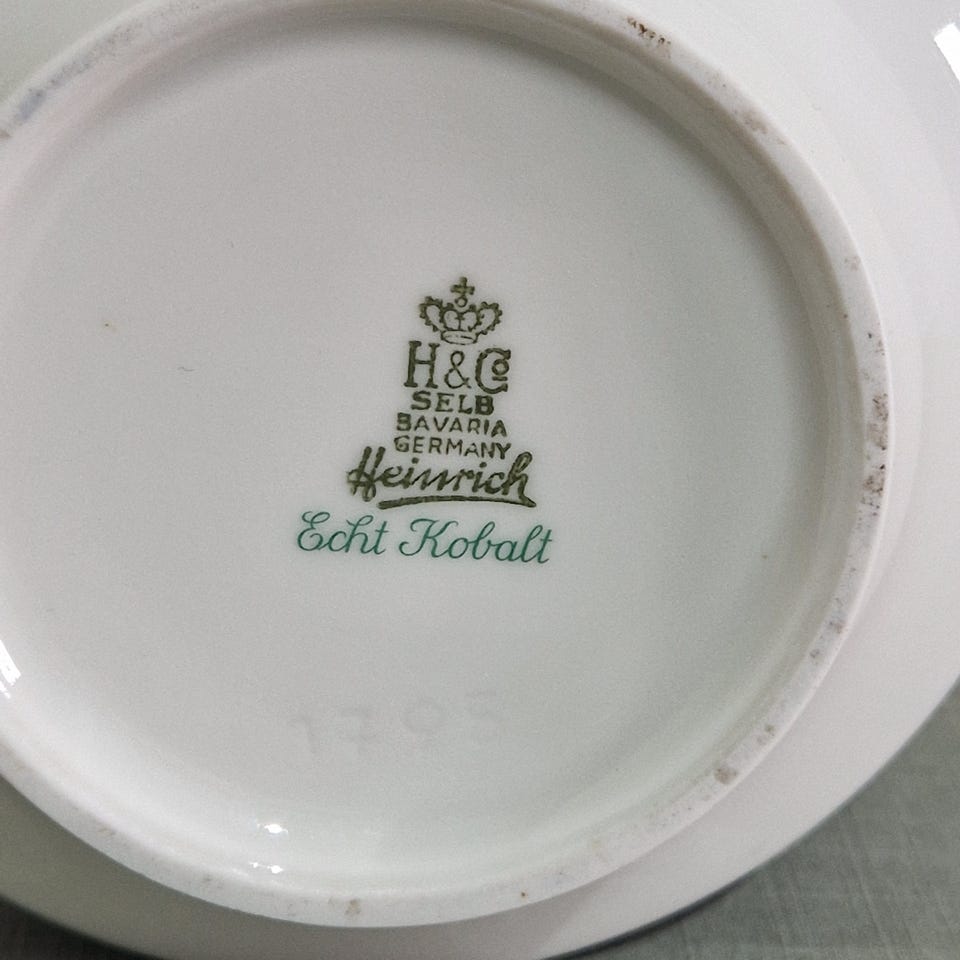 H&Co
SELB
BAVARIA
GERMANY
Heinrich
Echt Kobalt